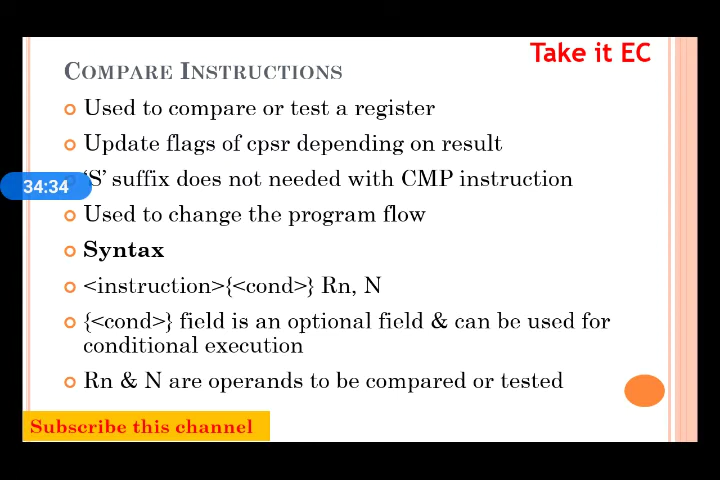 Take it EC
COMPARE INSTRUCTIONS
Used to compare or test a register
Update flags of cpsr depending on result
34:34
'S' suffix does not needed with CMP instruction
Used to change the program flow
Syntax
<instruction>{<cond>} Rn, N
{<cond>} field is an optional field & can be used for
conditional execution
Rn & N are operands to be compared or tested
Subscribe this channel